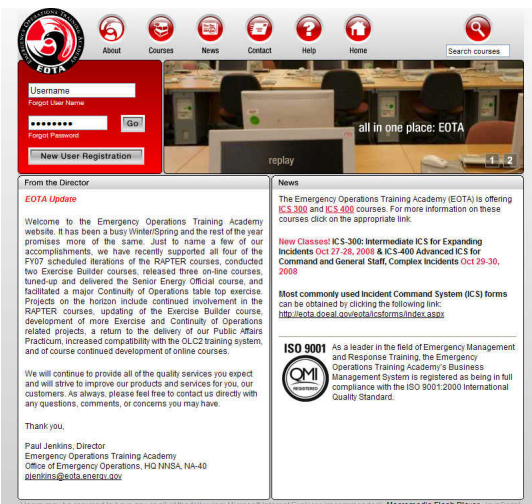 EMERGENCY OPERATIONS TRAINING ACADEMY
EOTA
About
Courses
News
Contact
Help
Home
Search courses
Username
Forgot User Name
••••••••
Go
Forgot Password
New User Registration
all in one place: EOTA
replay
1 - 2
From the Director
EOTA Update
Welcome to the Emergency Operations Training Academy
website. It has been a busy Winter/Spring and the rest of the year
promises more of the same. Just to name a few of our
accomplishments, we have recently supported all four of the
FY07 scheduled iterations of the RAPTER courses, conducted
two Exercise Builder courses, released three on-line courses,
tuned-up and delivered the Senior Energy Official course, and
facilitated a major Continuity of Operations table top exercise.
Projects on the horizon include continued involvement in the
RAPTER courses, updating of the Exercise Builder course,
development of more Exercise and Continuity of Operations
related projects, a return to the delivery of our Public Affairs
Practicum, increased compatibility with the OLC2 training system,
and of course continued development of online courses.
We will continue to provide all of the quality services you expect
and will strive to improve our products and services for you, our
customers. As always, please feel free to contact us directly with
any questions, comments, or concerns you may have.
Thank you,
Paul Jenkins, Director
Emergency Operations Training Academy
Office of Emergency Operations, HQ NNSA, NA-40
pjenkins@eota.energy.gov
News
The Emergency Operations Training Academy (EOTA) is offering
ICS 300 and ICS 400 courses. For more information on these
courses click on the appropriate link.
New Classes! ICS-300: Intermediate ICS for Expanding
Incidents Oct 27-28, 2008 & ICS-400 Advanced ICS for
Command and General Staff, Complex Incidents Oct 29-30,
2008
Most commonly used Incident Command System (ICS) forms
can be obtained by clicking the following link:
http://eota.doeal.gov/eota/icsforms/index.aspx
ISO 9001
QMI
REGISTERED
As a leader in the field of Emergency Management
and Response Training, the Emergency
Operations Training Academy's Business
Management System is registered as being in full
compliance with the ISO 9001:2000 International
Quality Standard.